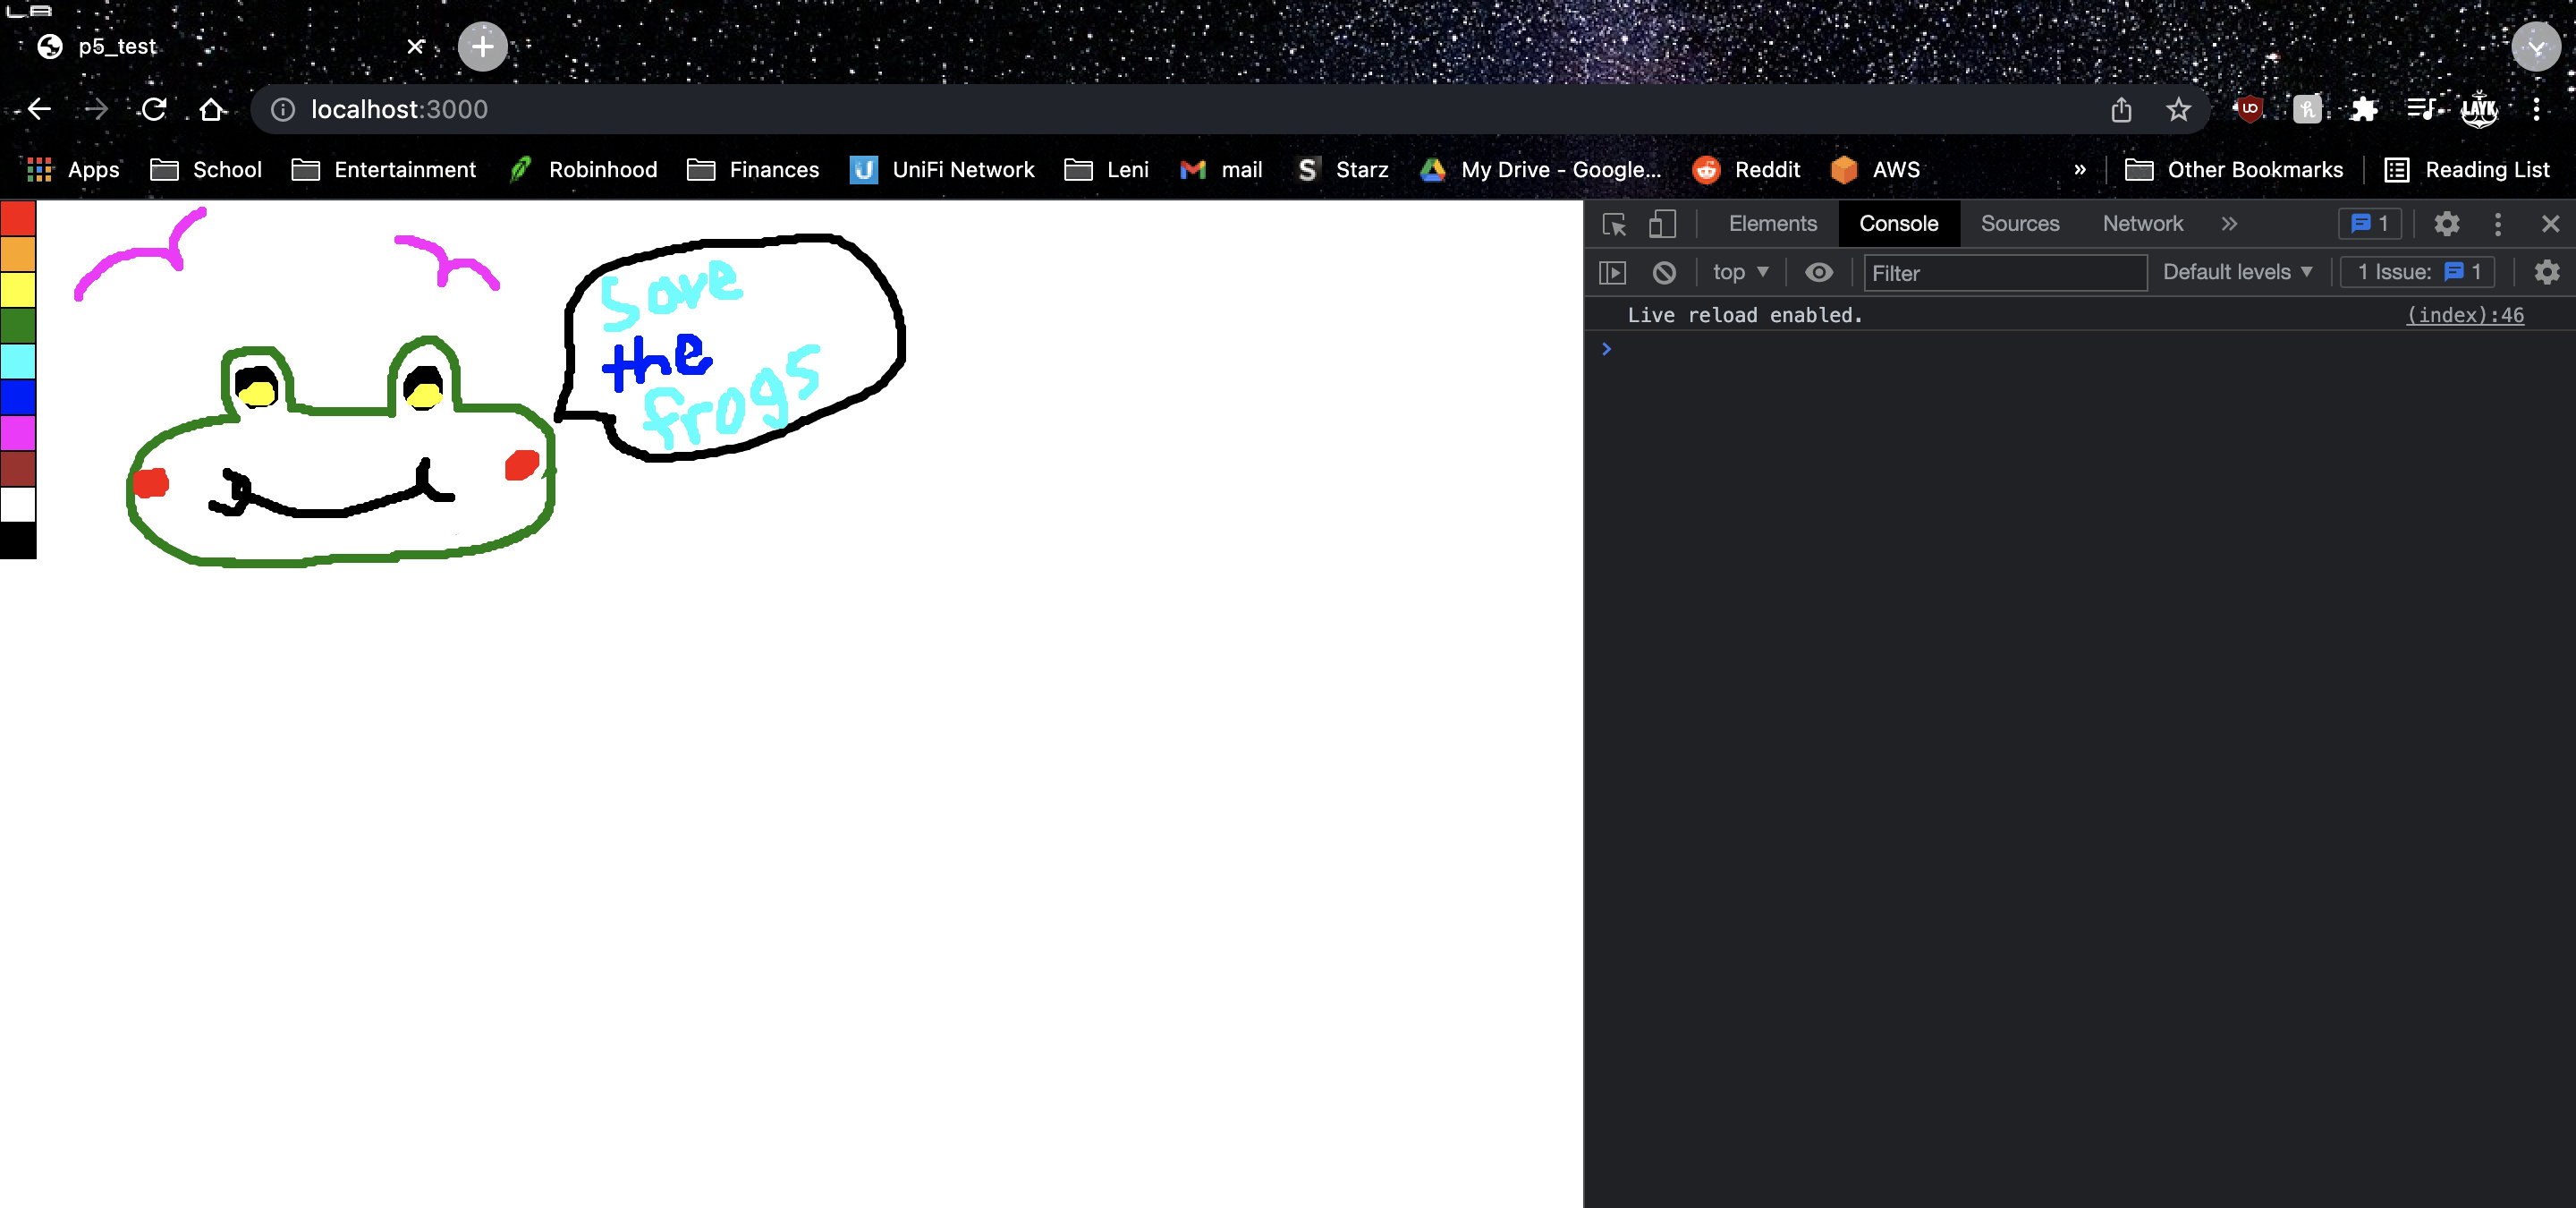 p5_test
localhost:3000
LAYK
Apps School Entertainment Robinhood Finances UniFi Network Leni mail Starz My Drive - Google... Reddit AWS » Other Bookmarks Reading List
Elements Console Sources Network » 1
top Filter Default levels 1 Issue: 1
Live reload enabled. (index):46
save
the
frogs